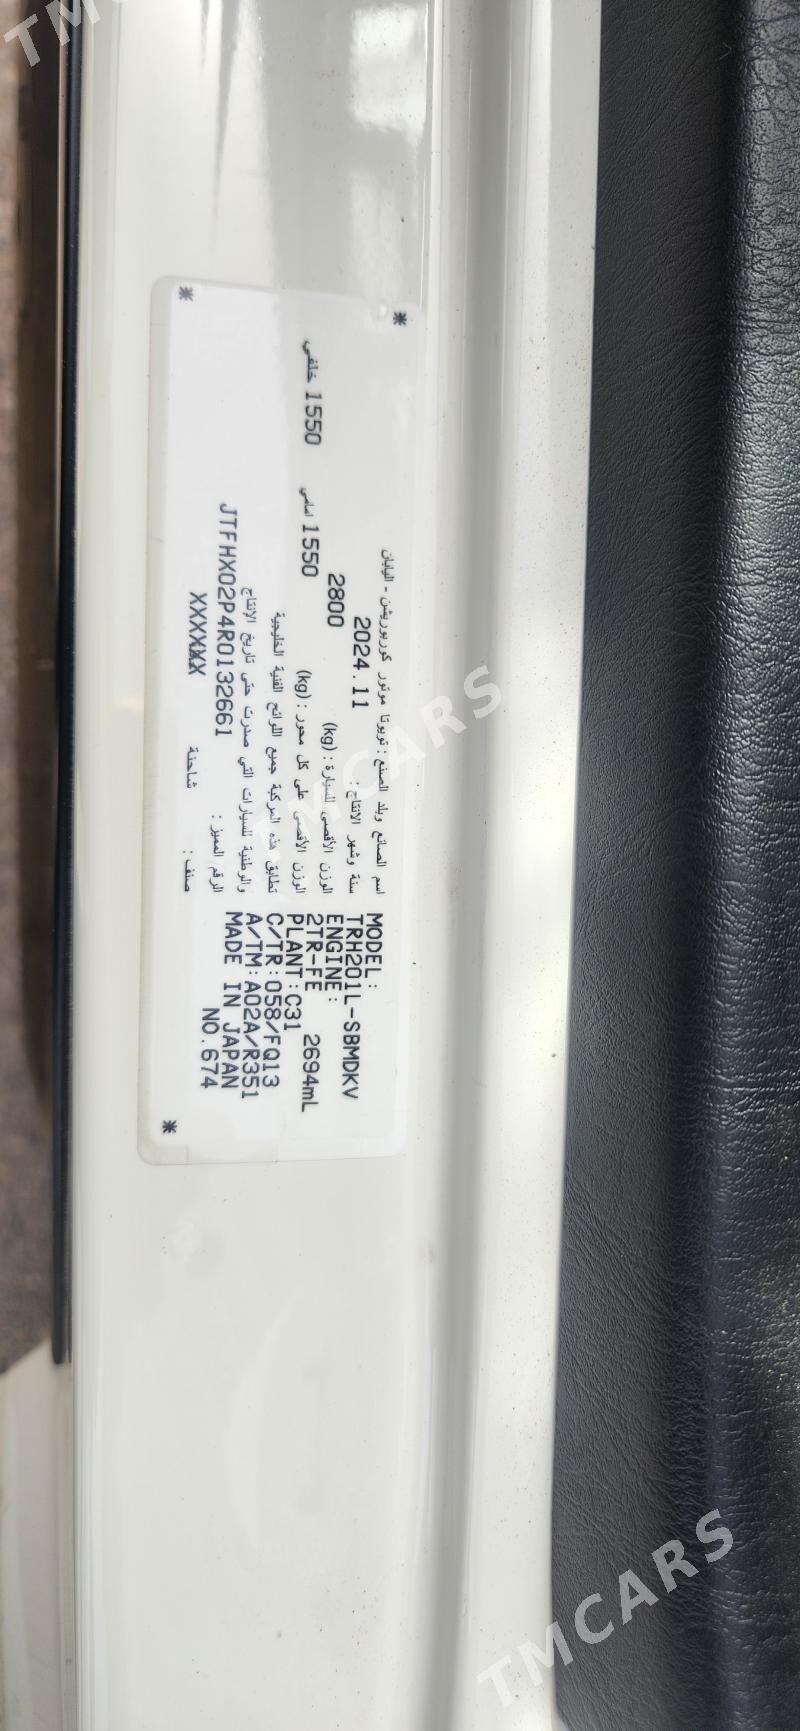 اسم الصانع وبلد الصنع : تويوتا موتور كوربوريشن - اليابان
سنة وشهر الانتاج : 2024.11
الوزن الأقصى للسيارة : (kg) 2800
الوزن الأقصى على كل محور : (kg) امامي 1550 خلفي 1550
تطابق هذه المركبة جميع اللوائح الفنية الخليجية
والوطنية للسيارات التي صدرت حتى تاريخ الإنتاج
الرقم المميز : JTFHX02P4R0132661
صنف : شاحنة XXXXXX
MODEL:
TRH201L-SBMDKV
ENGINE:
2TR-FE 2694mL
PLANT:C31
C/TR:058/FQ13
A/TM:A02A/R351
MADE IN JAPAN
NO.674
TMCARS
TMCARS
TMCARS